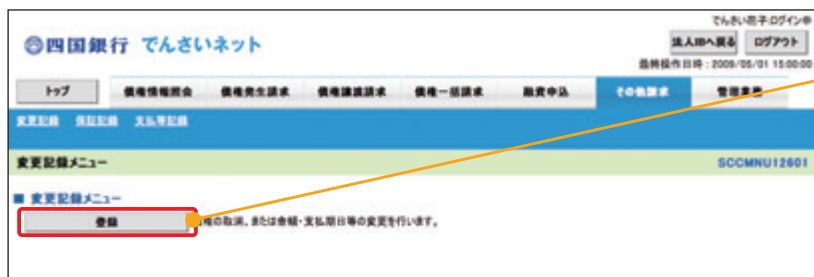 でんさい花子:ログイン中
四国銀行 でんさいネット
法人IBへ戻る ログアウト
最終操作日時：2009/05/01 15:00:00
トップ 債権情報照会 債権発生請求 債権譲渡請求 債権一括請求 融資申込 その他請求 管理業務
変更記録 保証記録 支払等記録
変更記録メニュー SCCMNU12601
■ 変更記録メニュー
登録 権の取消、または金額・支払期日等の変更を行います。